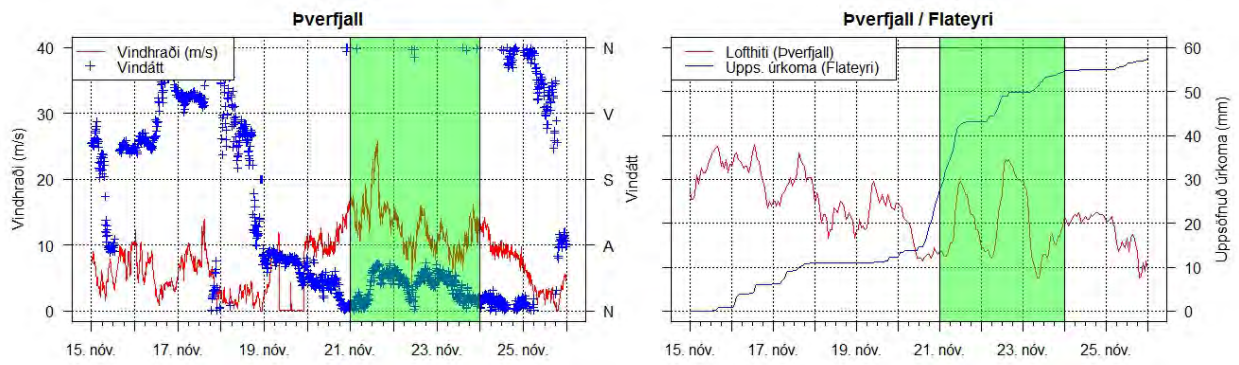 Þverfjall
Vindhraði (m/s)
Vindátt
Vindhraði (m/s)
40
30
20
10
0
N
V
S
A
N
Vindátt
15. nóv.
17. nóv.
19. nóv.
21. nóv.
23. nóv.
25. nóv.
Þverfjall / Flateyri
Lofthiti (Þverfjall)
Upps. úrkoma (Flateyri)
60
50
40
30
20
10
0
Uppsöfnuð úrkoma (mm)
15. nóv.
17. nóv.
19. nóv.
21. nóv.
23. nóv.
25. nóv.